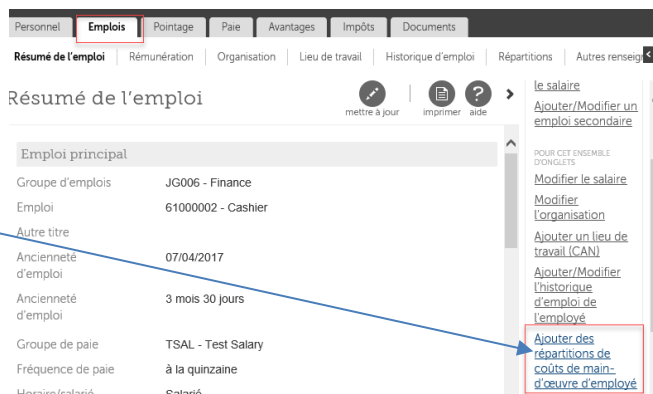 Personnel Emplois Pointage Paie Avantages Impôts Documents
Résumé de l'emploi Rémunération Organisation Lieu de travail Historique d'emploi Répartitions Autres
Résumé de l'emploi
mettre à jour imprimer aide
Emploi principal
Groupe d'emplois JG006 - Finance
Emploi 61000002 - Cashier
Autre titre
Ancienneté 07/04/2017
d'emploi
Ancienneté 3 mois 30 jours
d'emploi
Groupe de paie TSAL - Test Salary
Fréquence de paie à la quinzaine
Horaire/salarié Salarié
le salaire
Ajouter/Modifier un
emploi secondaire
POUR CET ENSEMBLE
D'ONGLETS
Modifier le salaire
Modifier
l'organisation
Ajouter un lieu de
travail (CAN)
Ajouter/Modifier
l'historique
d'emploi de
l'employé
Ajouter des
répartitions de
coûts de main-
d'œuvre d'employé